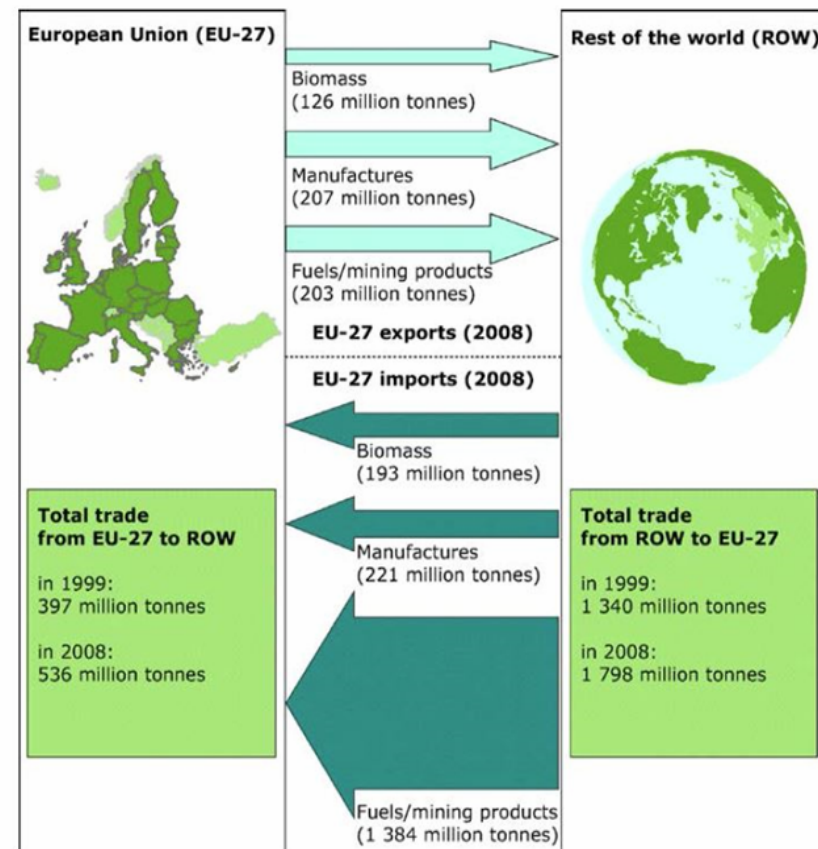 European Union (EU-27)
Rest of the world (ROW)
Biomass
(126 million tonnes)
Manufactures
(207 million tonnes)
Fuels/mining products
(203 million tonnes)
EU-27 exports (2008)
EU-27 imports (2008)
Biomass
(193 million tonnes)
Manufactures
(221 million tonnes)
Fuels/mining products
(1 384 million tonnes)
Total trade
from EU-27 to ROW
in 1999:
397 million tonnes
in 2008:
536 million tonnes
Total trade
from ROW to EU-27
in 1999:
1 340 million tonnes
in 2008:
1 798 million tonnes